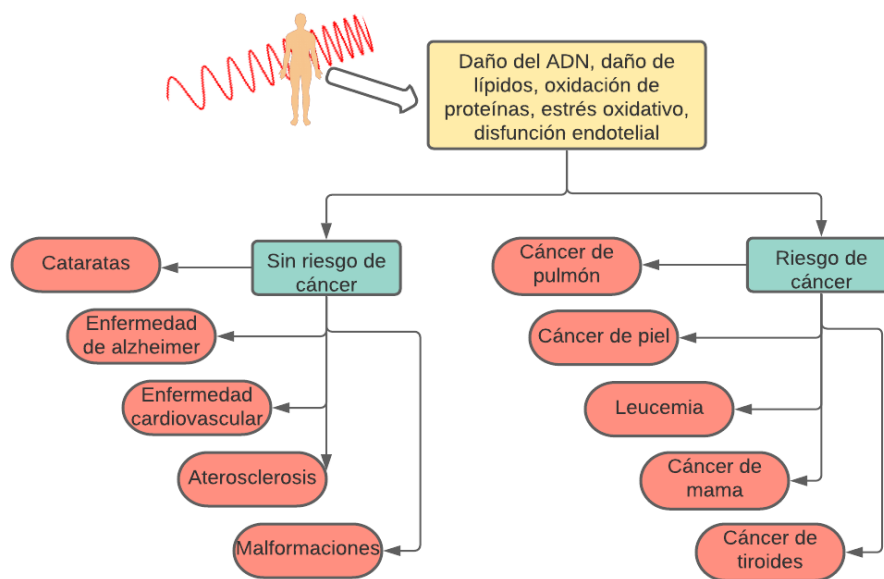 Daño del ADN, daño de
lípidos, oxidación de
proteínas, estrés oxidativo,
disfunción endotelial
Sin riesgo de
cáncer
Cataratas
Enfermedad
de alzheimer
Enfermedad
cardiovascular
Aterosclerosis
Malformaciones
Riesgo de
cáncer
Cáncer de
pulmón
Cáncer de piel
Leucemia
Cáncer de
mama
Cáncer de
tiroides